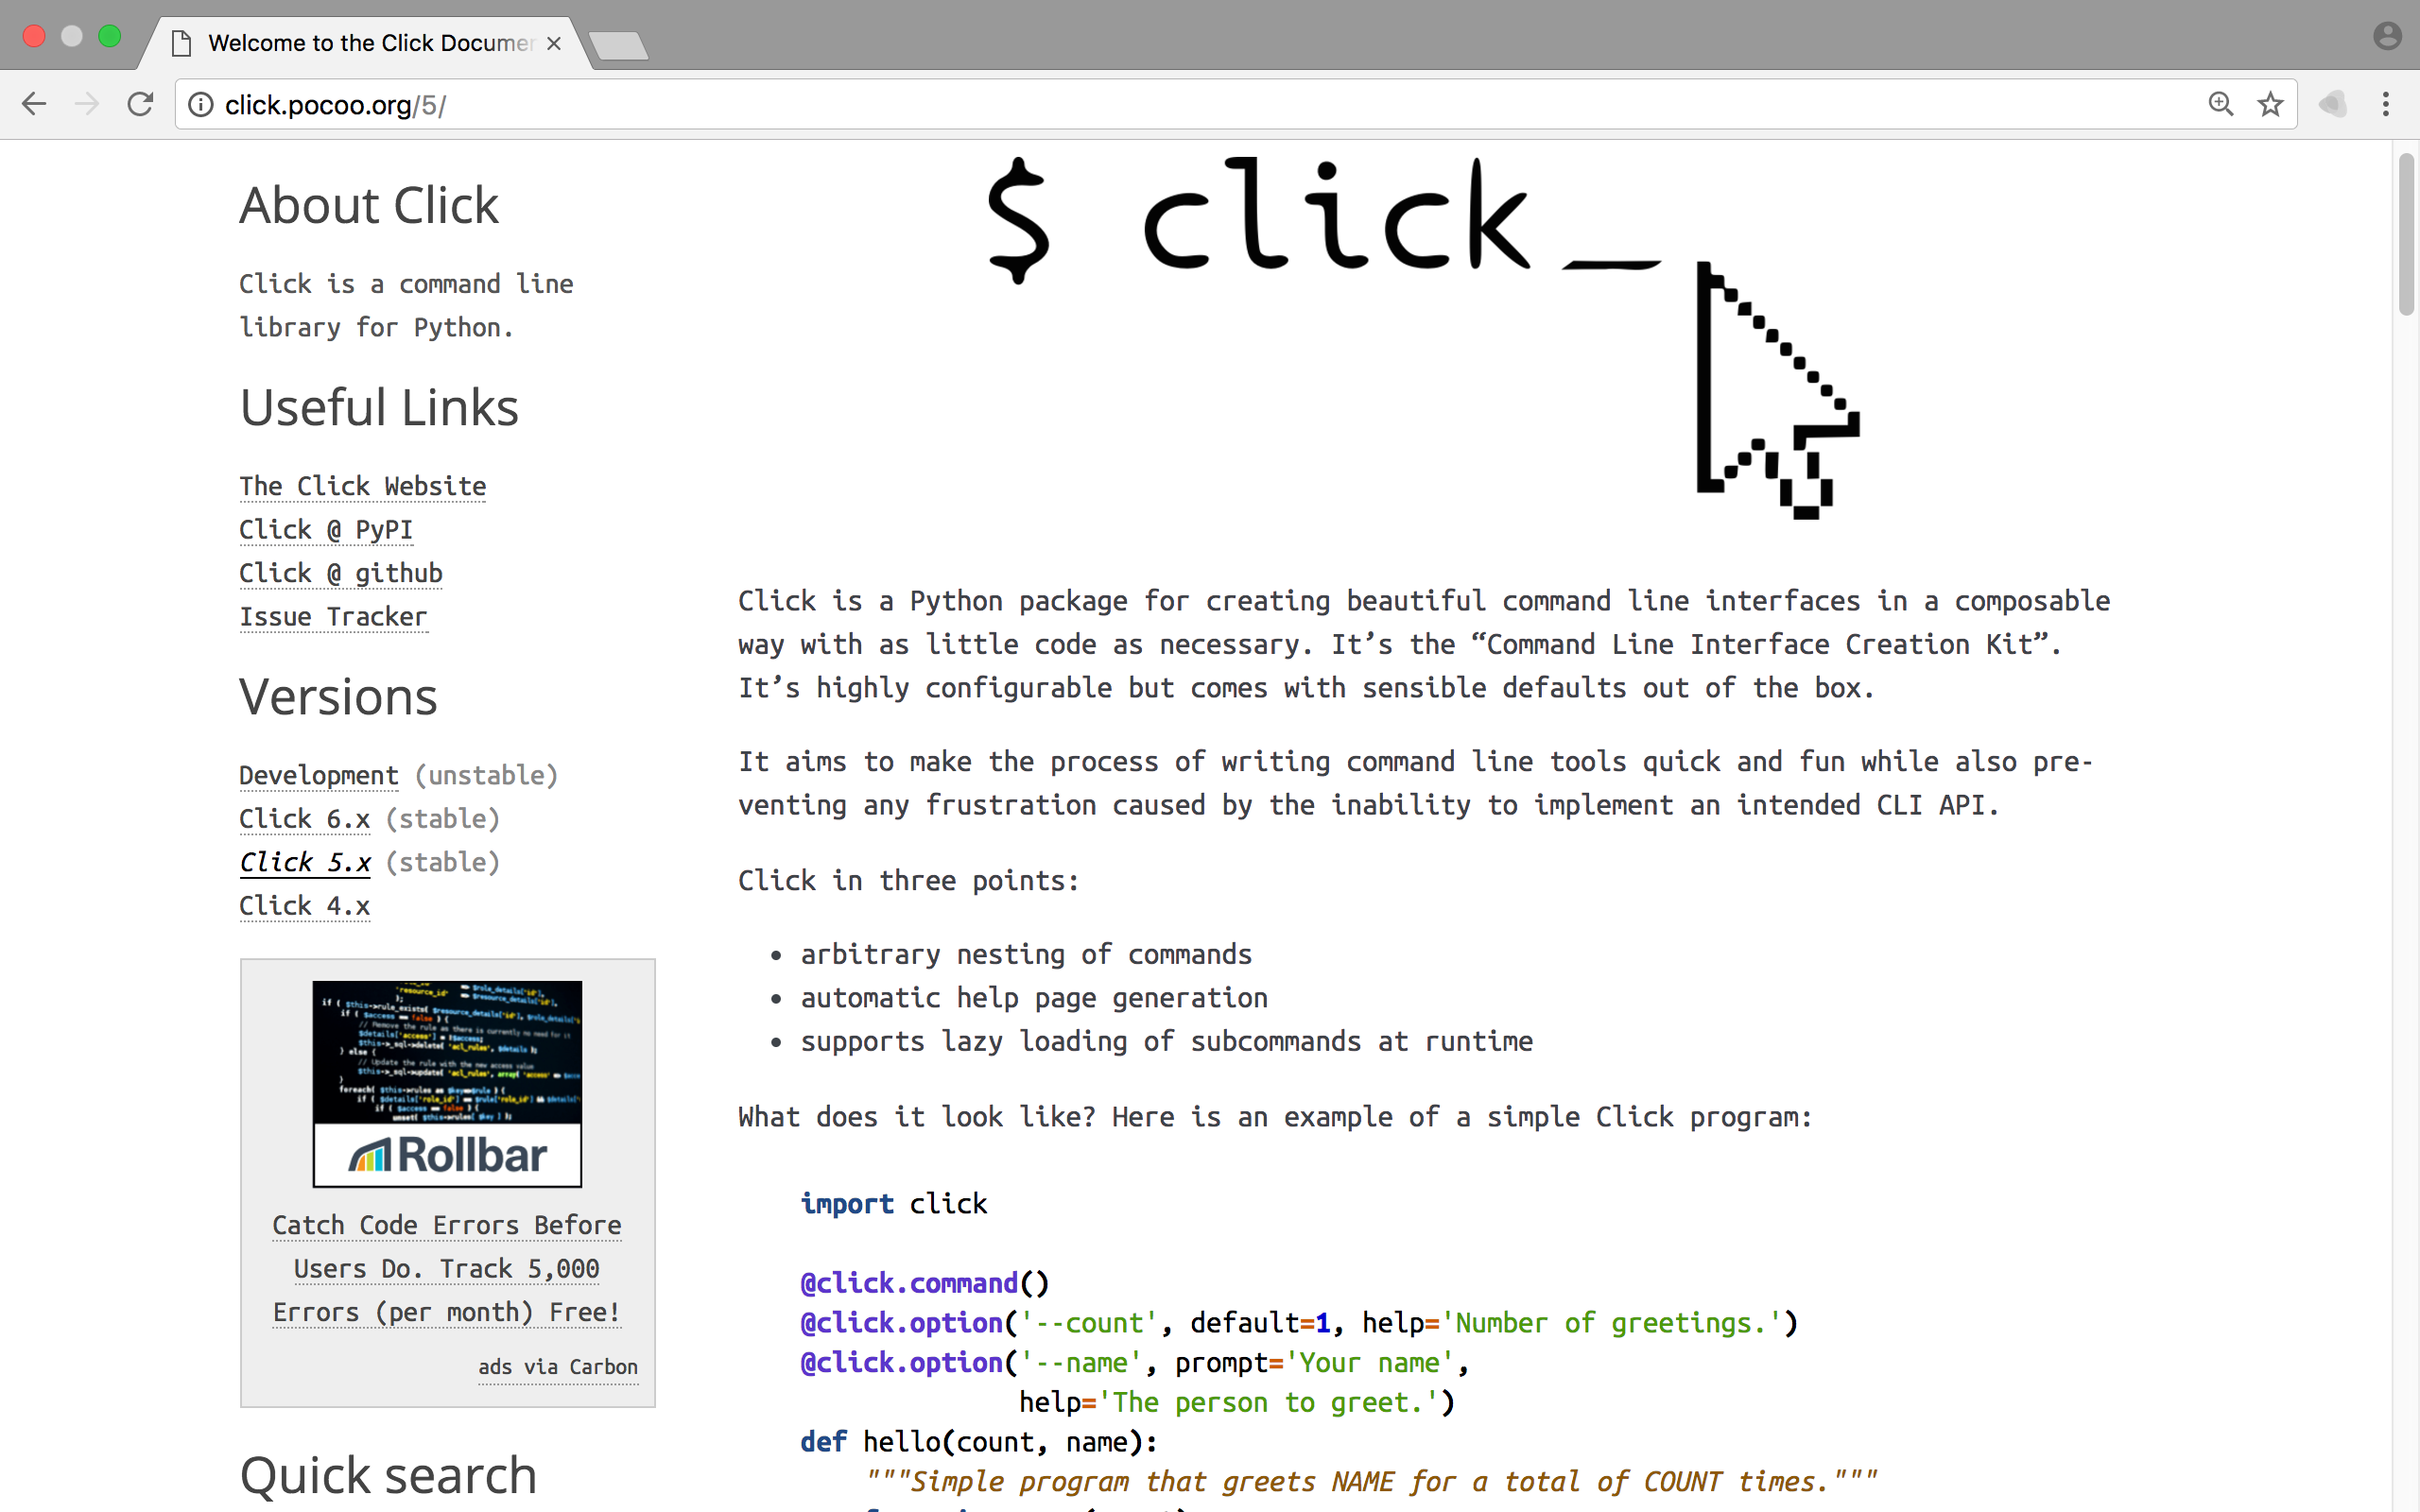 Welcome to the Click Documen
click.pocoo.org/5/
About Click
Click is a command line
library for Python.
Useful Links
The Click Website
Click @ PyPI
Click @ github
Issue Tracker
Versions
Development (unstable)
Click 6.x (stable)
Click 5.x (stable)
Click 4.x
Rollbar
Catch Code Errors Before
Users Do. Track 5,000
Errors (per month) Free!
ads via Carbon
Quick search
$ click_
Click is a Python package for creating beautiful command line interfaces in a composable
way with as little code as necessary. It’s the “Command Line Interface Creation Kit”.
It’s highly configurable but comes with sensible defaults out of the box.
It aims to make the process of writing command line tools quick and fun while also pre-
venting any frustration caused by the inability to implement an intended CLI API.
Click in three points:
• arbitrary nesting of commands
• automatic help page generation
• supports lazy loading of subcommands at runtime
What does it look like? Here is an example of a simple Click program:
import click
@click.command()
@click.option('--count', default=1, help='Number of greetings.')
@click.option('--name', prompt='Your name',
help='The person to greet.')
def hello(count, name):
"""Simple program that greets NAME for a total of COUNT times."""